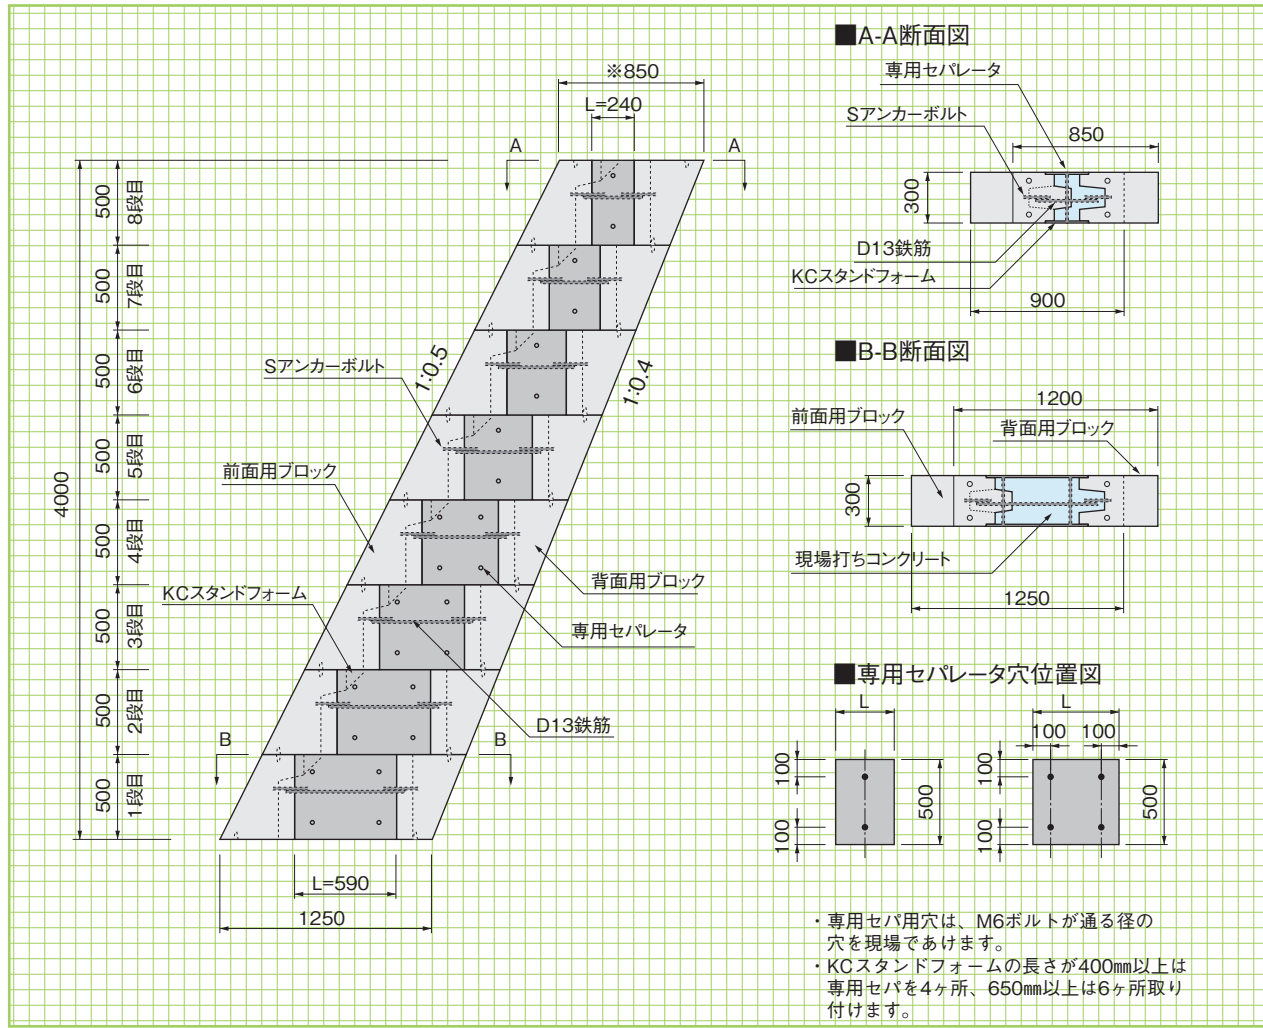 ※850
L=240
A
A
4000
500
8段目
500
7段目
500
6段目
500
5段目
500
4段目
500
3段目
500
2段目
500
1段目
1:0.5
1:0.4
Sアンカーボルト
前面用ブロック
背面用ブロック
KCスタンドフォーム
専用セパレータ
D13鉄筋
B
B
L=590
1250
■A-A断面図
専用セパレータ
Sアンカーボルト
850
300
D13鉄筋
KCスタンドフォーム
900
■B-B断面図
1200
前面用ブロック
背面用ブロック
300
現場打ちコンクリート
1250
■専用セパレータ穴位置図
L
100
100
500
L
100
100
100
100
500
・専用セパ用穴は、M6ボルトが通る径の
穴を現場であけます。
・KCスタンドフォームの長さが400㎜以上は
専用セパを4ヶ所、650㎜以上は6ヶ所取り
付けます。